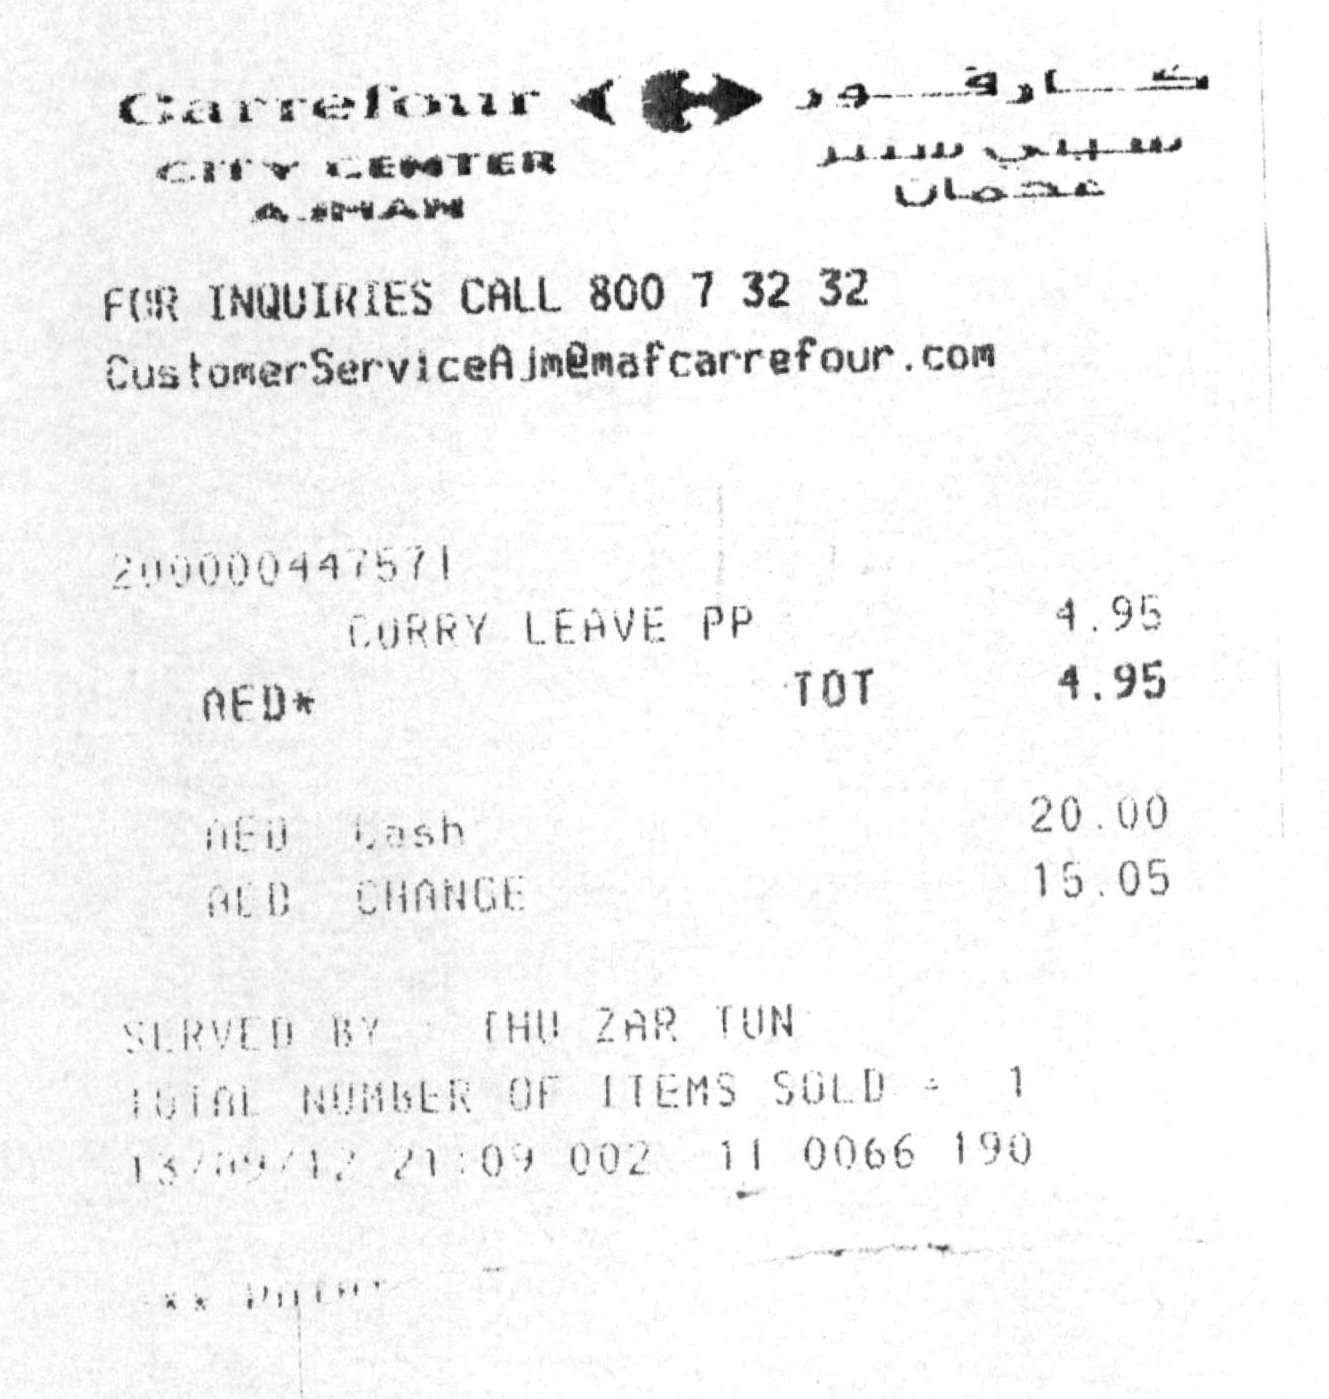 Carrefour كارفور
CITY CENTER سيتي سنتر
AJMAN عجمان
FOR INQUIRIES CALL 800 7 32 32
CustomerServiceAjm@mafcarrefour.com
200000447571
CURRY LEAVE PP 4.95
AED* TOT 4.95
AED Cash 20.00
AED CHANGE 15.05
SERVED BY : THU ZAR TUN
TOTAL NUMBER OF ITEMS SOLD = 1
13/09/12 21:09 002 11 0066 190